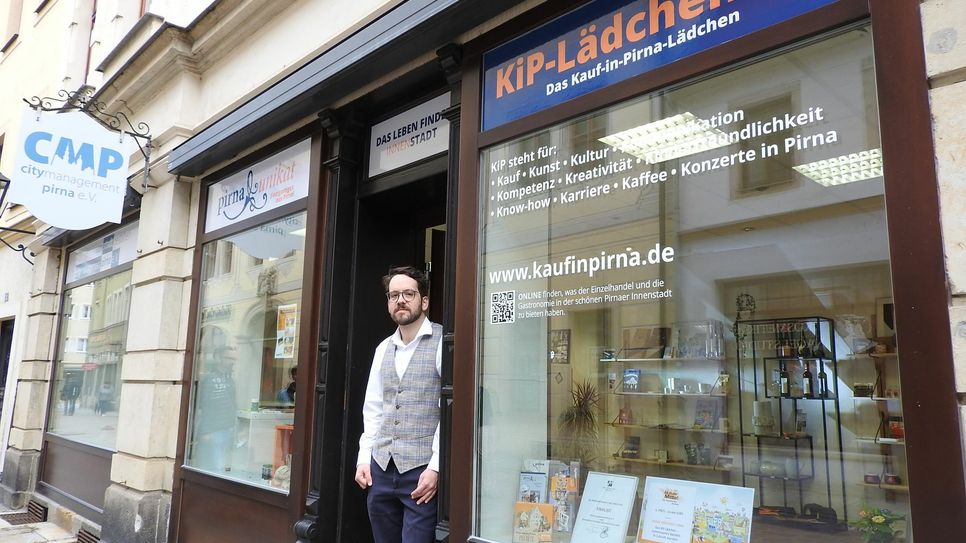 CMP
citymanagement
pirna e.V.
pirna unikat
DAS LEBEN FINDE
INNENSTADT
KiP-Lädchen
Das Kauf-in-Pirna-Lädchen
KiP steht für:
• Kauf • Kunst • Kultur
• Kompetenz • Kreativität •
• Know-how • Karriere • Kaffee • Konzerte in Pirna
www.kaufinpirna.de
ONLINE finden, was der Einzelhandel und die
Gastronomie in der schönen Pirnaer Innenstadt
zu bieten haben.
FINALIST